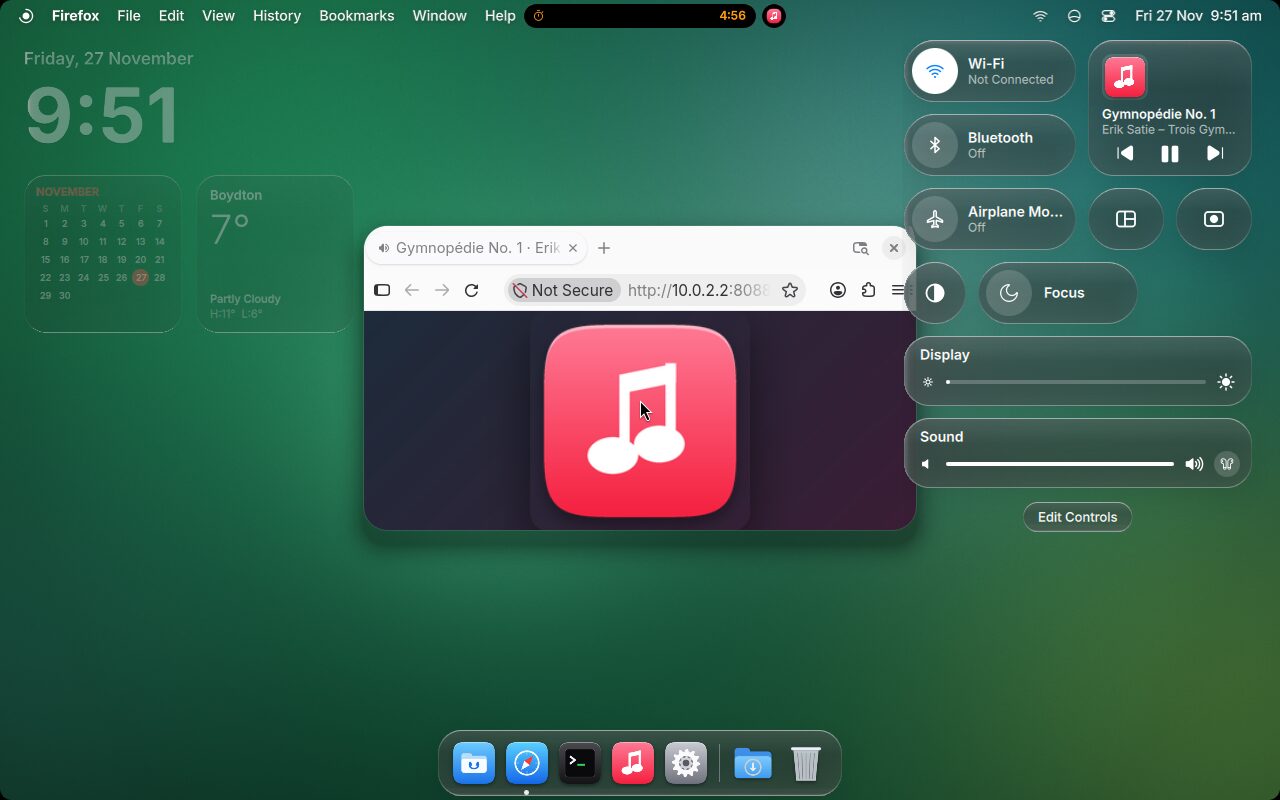 Firefox File Edit View History Bookmarks Window Help 4:56 Fri 27 Nov 9:51 am
Friday, 27 November
9:51
NOVEMBER
S M T W T F S
1 2 3 4 5 6 7
8 9 10 11 12 13 14
15 16 17 18 19 20 21
22 23 24 25 26 27 28
29 30
Boydton
7°
Partly Cloudy
H:11° L:6°
Gymnopédie No. 1 · Erik
Not Secure http://10.0.2.2:8088
Wi-Fi
Not Connected
Gymnopédie No. 1
Erik Satie – Trois Gym...
Bluetooth
Off
Airplane Mo...
Off
Focus
Display
Sound
Edit Controls